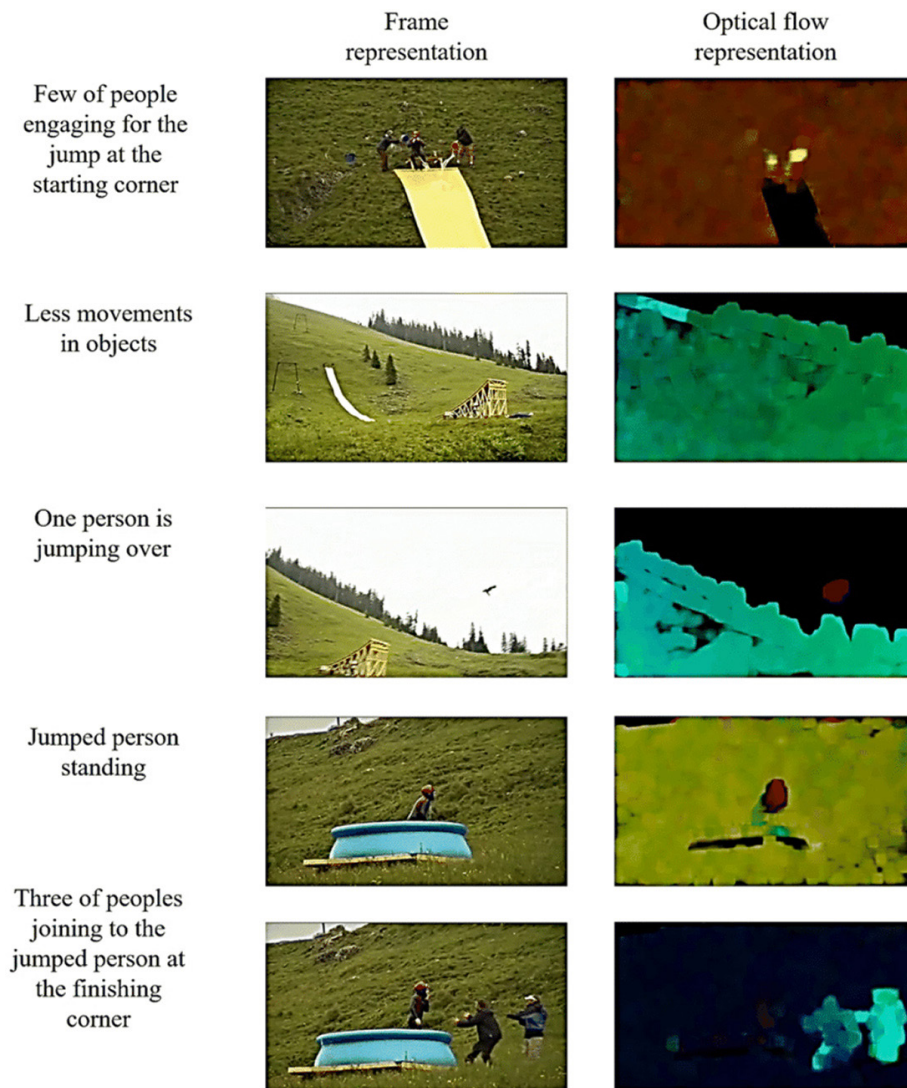 Frame
representation
Optical flow
representation
Few of people
engaging for the
jump at the
starting corner
Less movements
in objects
One person is
jumping over
Jumped person
standing
Three of peoples
joining to the
jumped person at
the finishing
corner